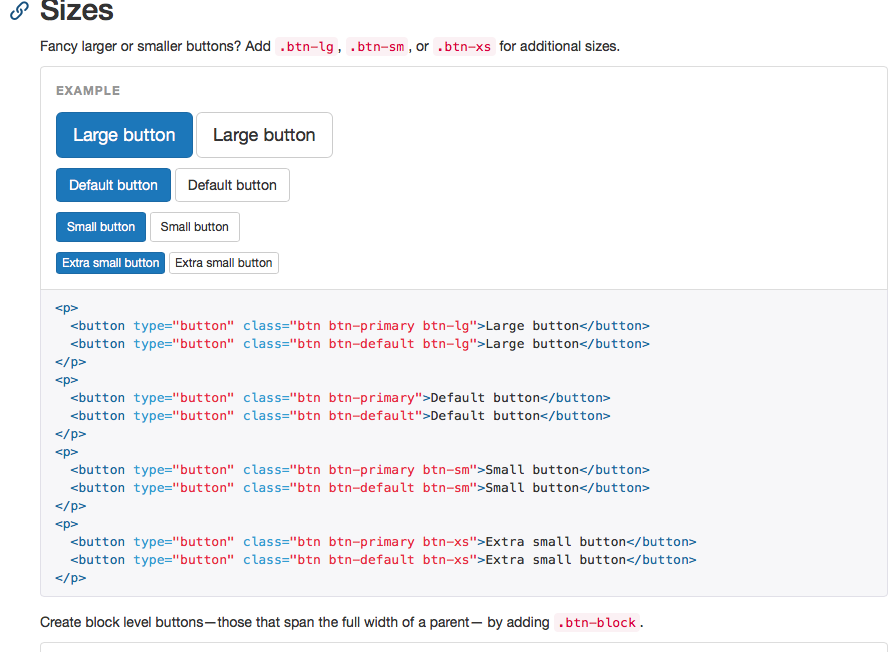 Sizes
Fancy larger or smaller buttons? Add .btn-lg, .btn-sm, or .btn-xs for additional sizes.
EXAMPLE
Large button Large button
Default button Default button
Small button Small button
Extra small button Extra small button
<p>
  <button type="button" class="btn btn-primary btn-lg">Large button</button>
  <button type="button" class="btn btn-default btn-lg">Large button</button>
</p>
<p>
  <button type="button" class="btn btn-primary">Default button</button>
  <button type="button" class="btn btn-default">Default button</button>
</p>
<p>
  <button type="button" class="btn btn-primary btn-sm">Small button</button>
  <button type="button" class="btn btn-default btn-sm">Small button</button>
</p>
<p>
  <button type="button" class="btn btn-primary btn-xs">Extra small button</button>
  <button type="button" class="btn btn-default btn-xs">Extra small button</button>
</p>
Create block level buttons—those that span the full width of a parent— by adding .btn-block.